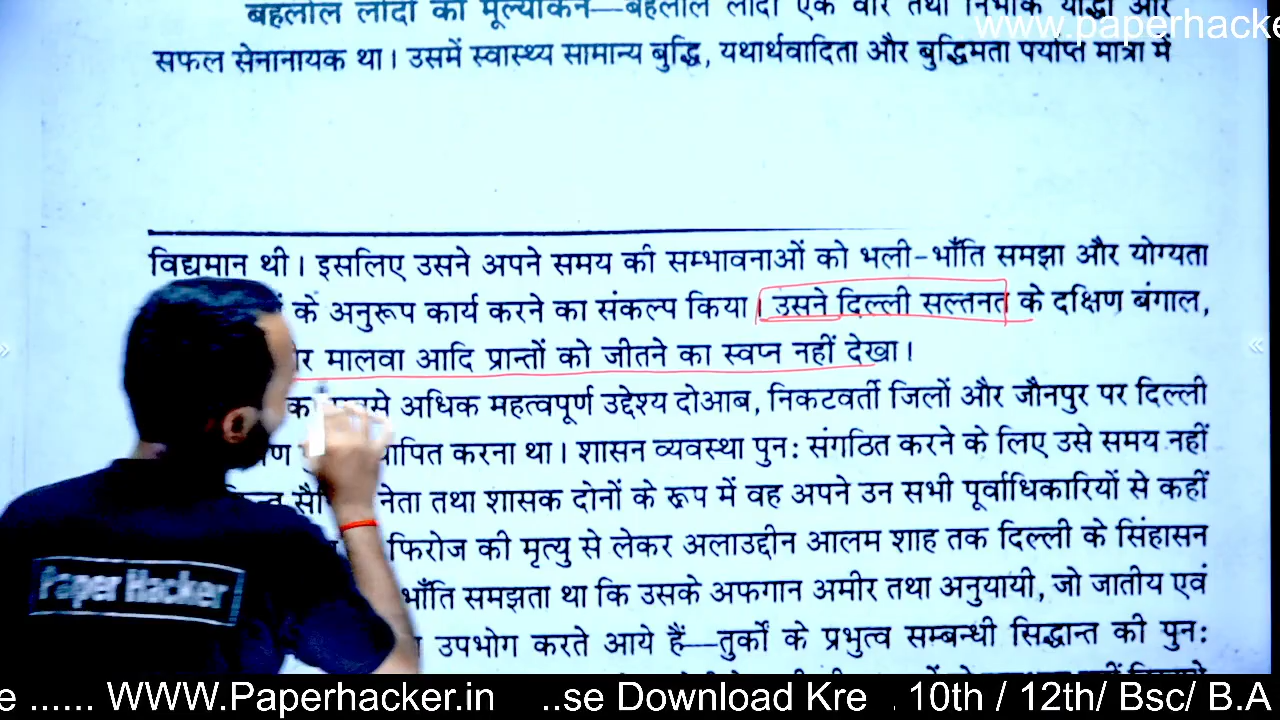 बहलोल लोदी का मूल्यांकन—बहलोल लोदी एक वीर तथा निर्भीक योद्धा और
www.paperhacke
सफल सेनानायक था। उसमें स्वास्थ्य सामान्य बुद्धि, यथार्थवादिता और बुद्धिमता पर्याप्त मात्रा में
विद्यमान थी। इसलिए उसने अपने समय की सम्भावनाओं को भली-भाँति समझा और योग्यता
के अनुरूप कार्य करने का संकल्प किया। उसने दिल्ली सल्तनत के दक्षिण बंगाल,
मालवा आदि प्रान्तों को जीतने का स्वप्न नहीं देखा।
अधिक महत्वपूर्ण उद्देश्य दोआब, निकटवर्ती जिलों और जौनपुर पर दिल्ली
करना था। शासन व्यवस्था पुन: संगठित करने के लिए उसे समय नहीं
नेता तथा शासक दोनों के रूप में वह अपने उन सभी पूर्वाधिकारियों से कहीं
फिरोज की मृत्यु से लेकर अलाउद्दीन आलम शाह तक दिल्ली के सिंहासन
भाँति समझता था कि उसके अफगान अमीर तथा अनुयायी, जो जातीय एवं
उपभोग करते आये हैं—तुर्कों के प्रभुत्व सम्बन्धी सिद्धान्त की पुन:
Paper Hacker
e ...... WWW.Paperhacker.in ..se Download Kre . 10th / 12th/ Bsc/ B.A